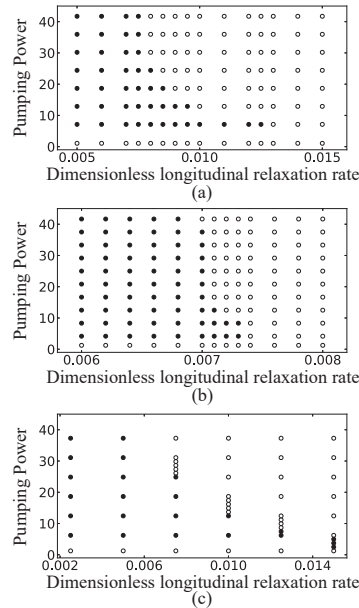 Pumping Power
40
30
20
10
0
0.005 0.010 0.015
Dimensionless longitudinal relaxation rate
(a)
Pumping Power
40
30
20
10
0
0.006 0.007 0.008
Dimensionless longitudinal relaxation rate
(b)
Pumping Power
40
30
20
10
0
0.002 0.006 0.010 0.014
Dimensionless longitudinal relaxation rate
(c)